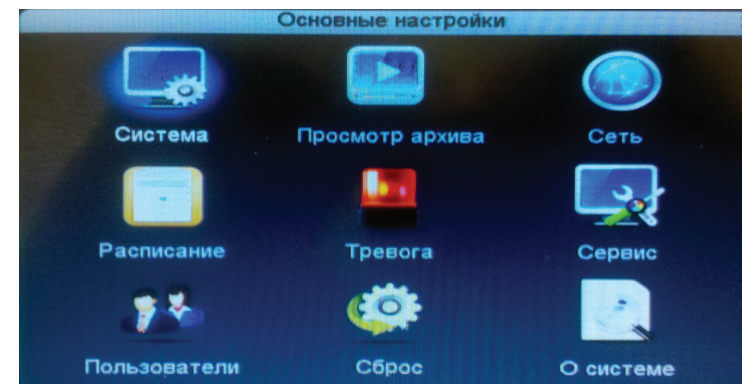 Основные настройки
Система
Просмотр архива
Сеть
Расписание
Тревога
Сервис
Пользователи
Сброс
О системе